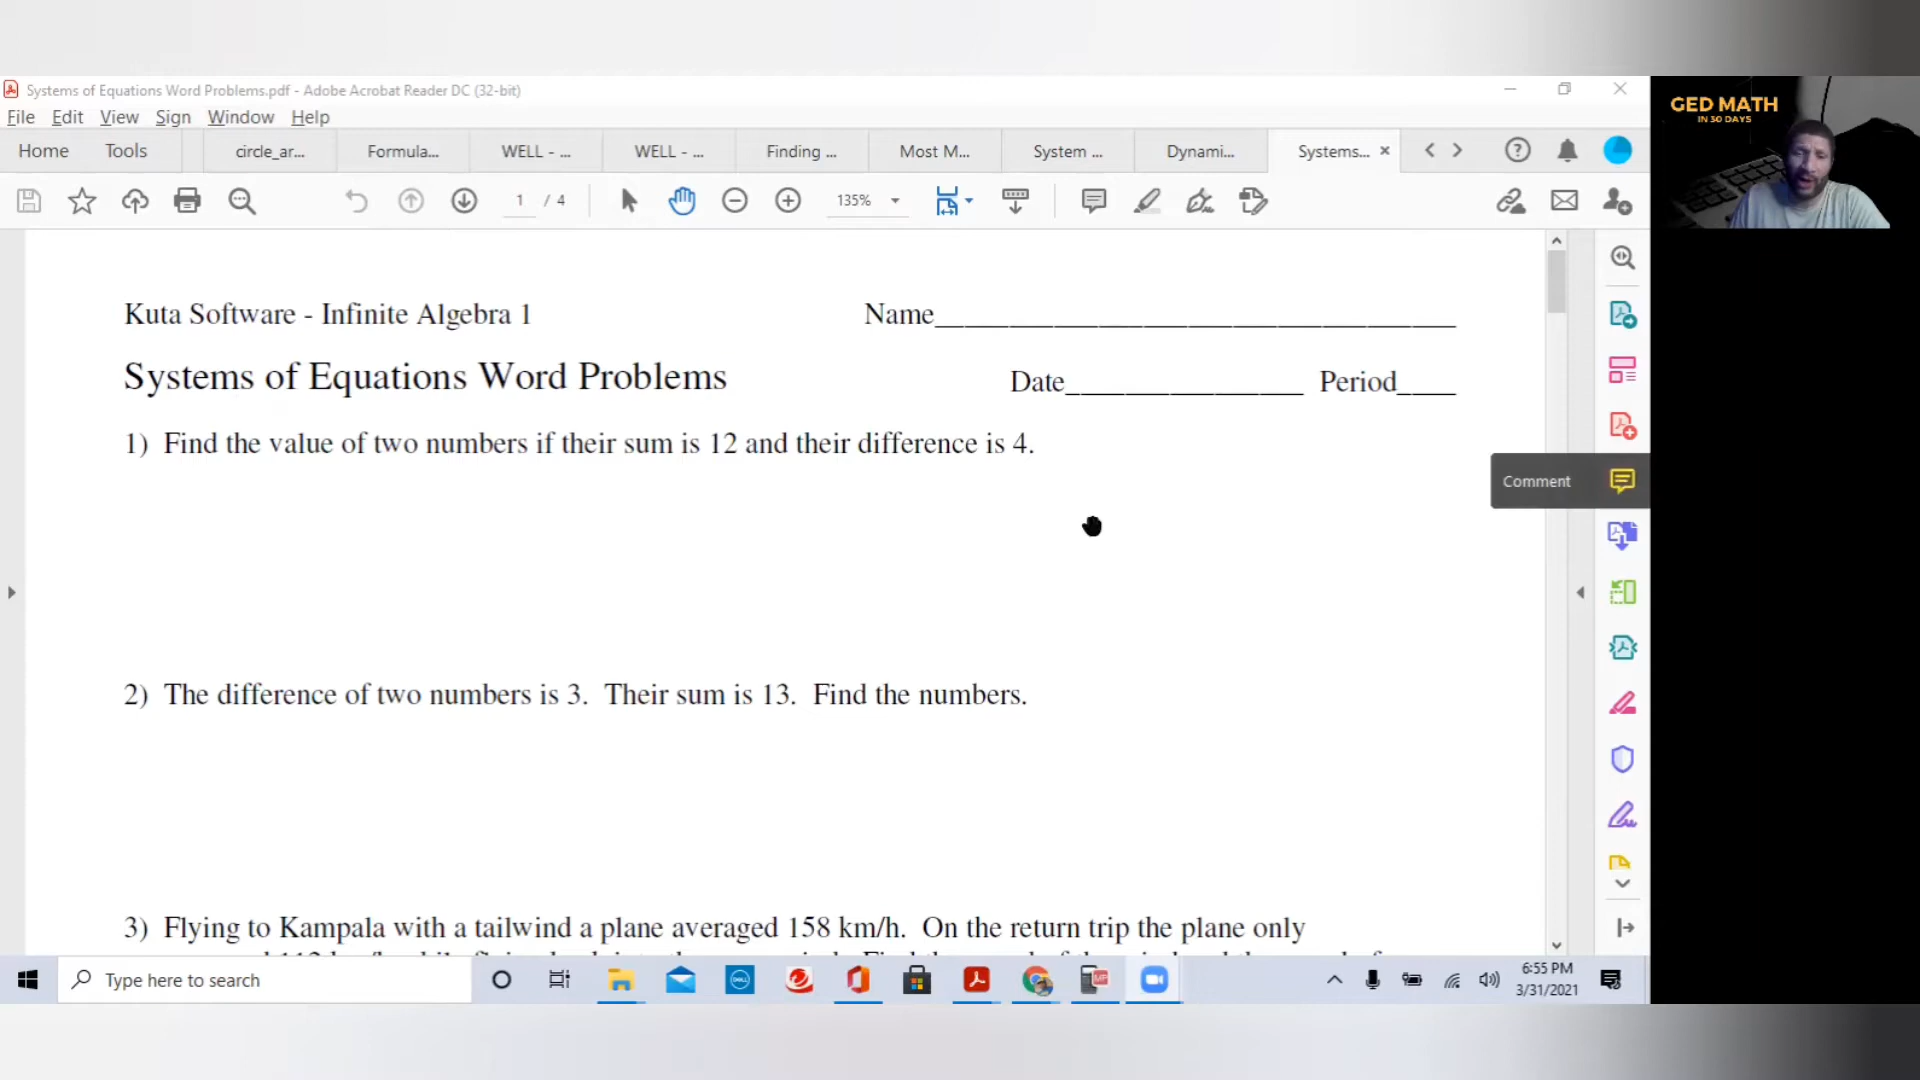 Systems of Equations Word Problems.pdf - Adobe Acrobat Reader DC (32-bit)
File Edit View Sign Window Help
Home Tools circle_ar... Formula... WELL - ... WELL - ... Finding ... Most M... System ... Dynami... Systems...
1 / 4 135%
GED MATH
IN 30 DAYS
Kuta Software - Infinite Algebra 1 Name
Systems of Equations Word Problems Date Period
1) Find the value of two numbers if their sum is 12 and their difference is 4.
Comment
2) The difference of two numbers is 3. Their sum is 13. Find the numbers.
3) Flying to Kampala with a tailwind a plane averaged 158 km/h. On the return trip the plane only
Type here to search
DELL
6:55 PM
3/31/2021